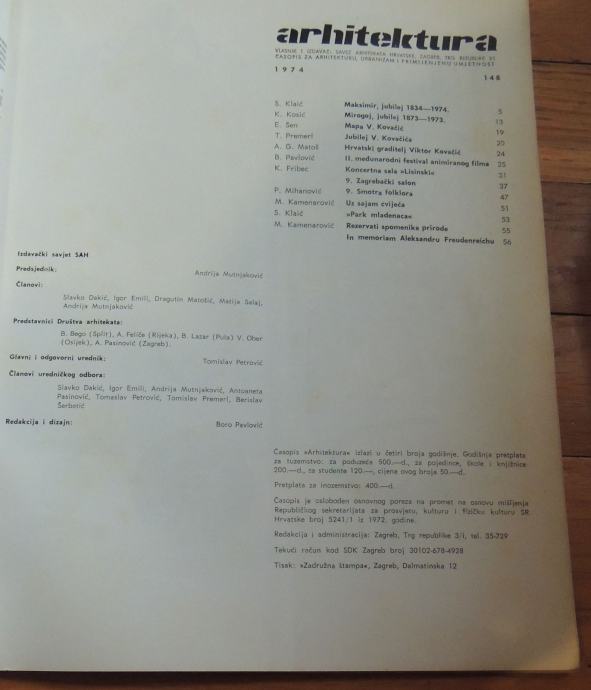 arhitektura
VLASNIK I IZDAVAČ: SAVEZ ARHITEKATA HRVATSKE, ZAGREB, TRG REPUBLIKE 3/I
ČASOPIS ZA ARHITEKTURU, URBANIZAM I PRIMIJENJENU UMJETNOST
1974
148
S. Klaić Maksimir, jubilej 1834—1974. 5
K. Kosić Mirogoj, jubilej 1873—1973. 13
E. Šen Mapa V. Kovačić 19
T. Premerl Jubilej V. Kovačića
A. G. Matoš Hrvatski graditelj Viktor Kovačić 24
B. Pavlović II. međunarodni festival animiranog filma 25
K. Fribec Koncertna sala »Lisinski« 31
9. Zagrebački salon 37
P. Mihanović 9. Smotra folklora 47
M. Kamenarović Uz sajam cvijeća 51
S. Klaić »Park mladenaca« 53
M. Kamenarović Rezervati spomenika prirode 55
In memoriam Aleksandru Freudenreichu 56
Izdavački savjet SAH
Predsjednik: Andrija Mutnjaković
Članovi:
Slavko Dakić, Igor Emili, Dragutin Matošić, Matija Salaj,
Andrija Mutnjaković
Predstavnici Društva arhitekata:
B. Bego (Split), A. Feliče (Rijeka), B. Lazar (Pula) V. Ober
(Osijek), A. Pasinović (Zagreb).
Glavni i odgovorni urednik: Tomislav Petrović
Članovi uredničkog odbora:
Slavko Dakić, Igor Emili, Andrija Mutnjaković, Antoaneta
Pasinović, Tomaslav Petrović, Tomislav Premerl, Berislav
Šerbetić
Redakcija i dizajn: Boro Pavlović
Časopis »Arhitektura« izlazi u četiri broja godišnje. Godišnja pretplata
za tuzemstvo: za poduzeća 500.—d., za pojedince, škole i knjižnice
200.—d., za studente 120.—, cijena ovog broja 50.—d..
Pretplata za inozemstvo: 400.—d.
Časopis je osloboden osnovnog poreza na promet na osnovu mišljenja
Republičkog sekretarijata za prosvjetu, kulturu i fizičku kulturu SR
Hrvatske broj 5241/1 iz 1972. godine.
Redakcija i administracija: Zagreb, Trg republike 3/I, tel. 35-729
Tekući račun kod SDK Zagreb broj 30102-678-4928
Tisak: »Zadružna štampa«, Zagreb, Dalmatinska 12